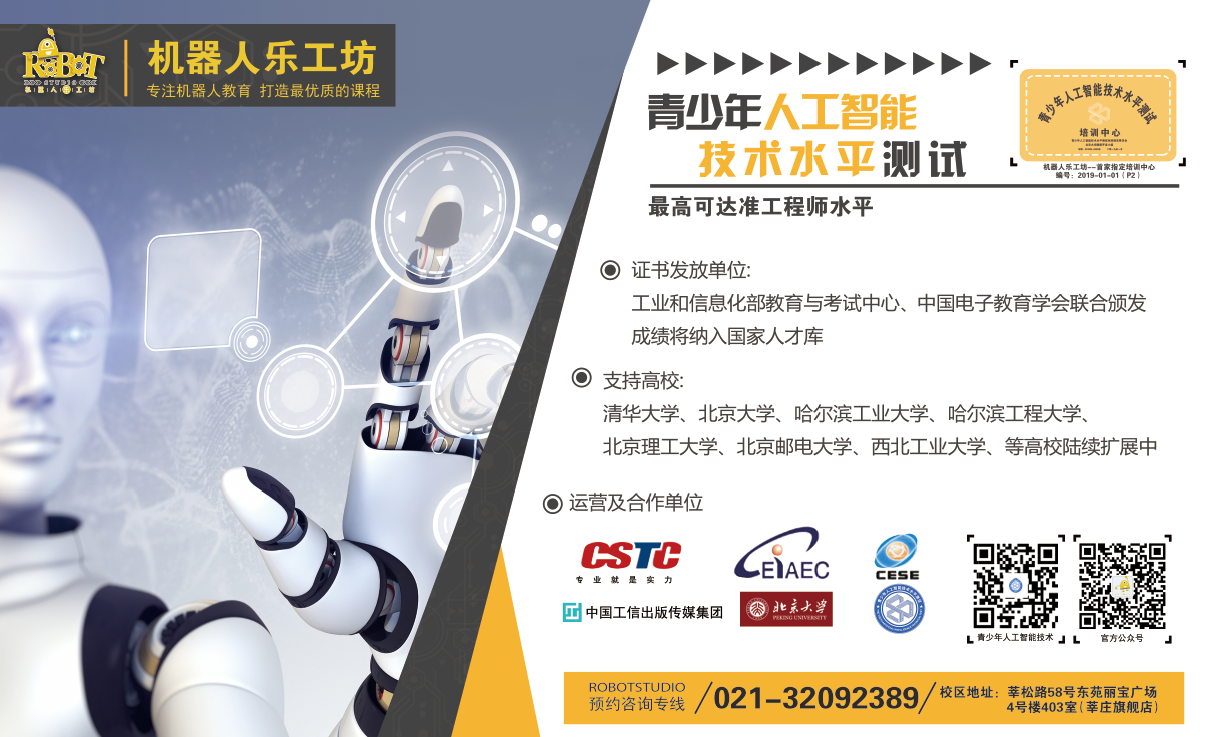 ROBOT
ROBO STUDIO COR
机器人乐工坊
机器人乐工坊
专注机器人教育 打造最优质的课程
青少年人工智能
技术水平测试
最高可达准工程师水平
青少年人工智能技术水平测试
培训中心
机器人乐工坊--首家指定培训中心
编号：2019-01-01（P2）
证书发放单位:
工业和信息化部教育与考试中心、中国电子教育学会联合颁发
成绩将纳入国家人才库
支持高校:
清华大学、北京大学、哈尔滨工业大学、哈尔滨工程大学、
北京理工大学、北京邮电大学、西北工业大学、等高校陆续扩展中
运营及合作单位
CSTC
专业就是实力
CEIAEC
CESE
中国工信出版传媒集团
北京大学
PEKING UNIVERSITY
青少年人工智能技术
官方公众号
ROBOTSTUDIO
预约咨询专线
021-32092389
校区地址：莘松路58号东苑丽宝广场
4号楼403室（莘庄旗舰店）